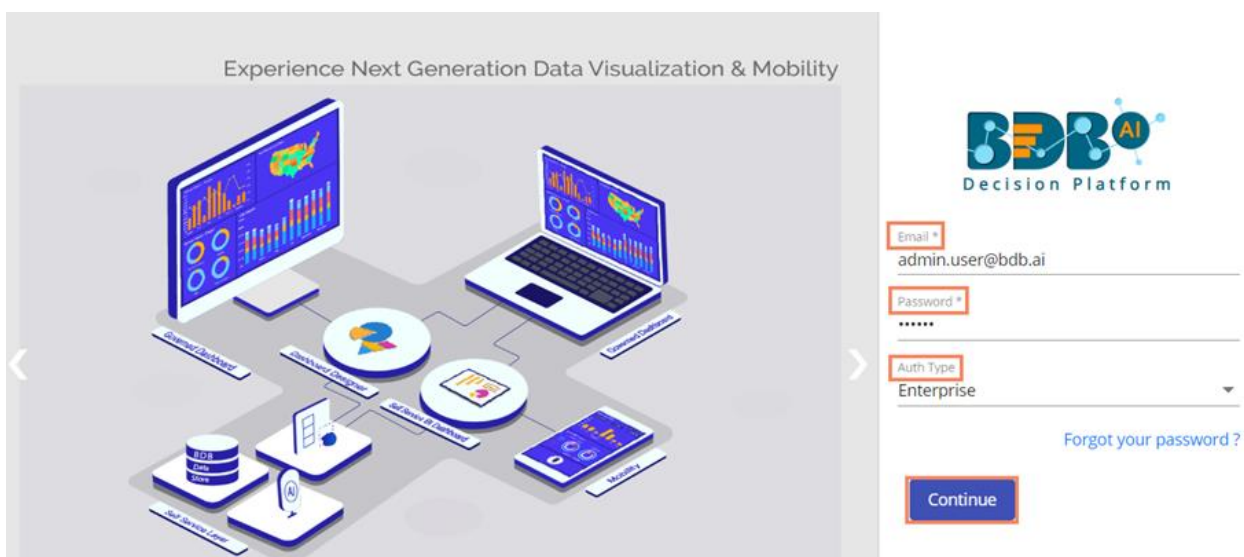 Experience Next Generation Data Visualization & Mobility
Governed Dashboard
Governed Dashboard
Dashboard Designer
Self Service BI Dashboard
BDB
Data
Store
AI
Mobility
Self Service Layer
BDB AI
Decision Platform
Email *
admin.user@bdb.ai
Password *
••••••
Auth Type
Enterprise
Forgot your password ?
Continue